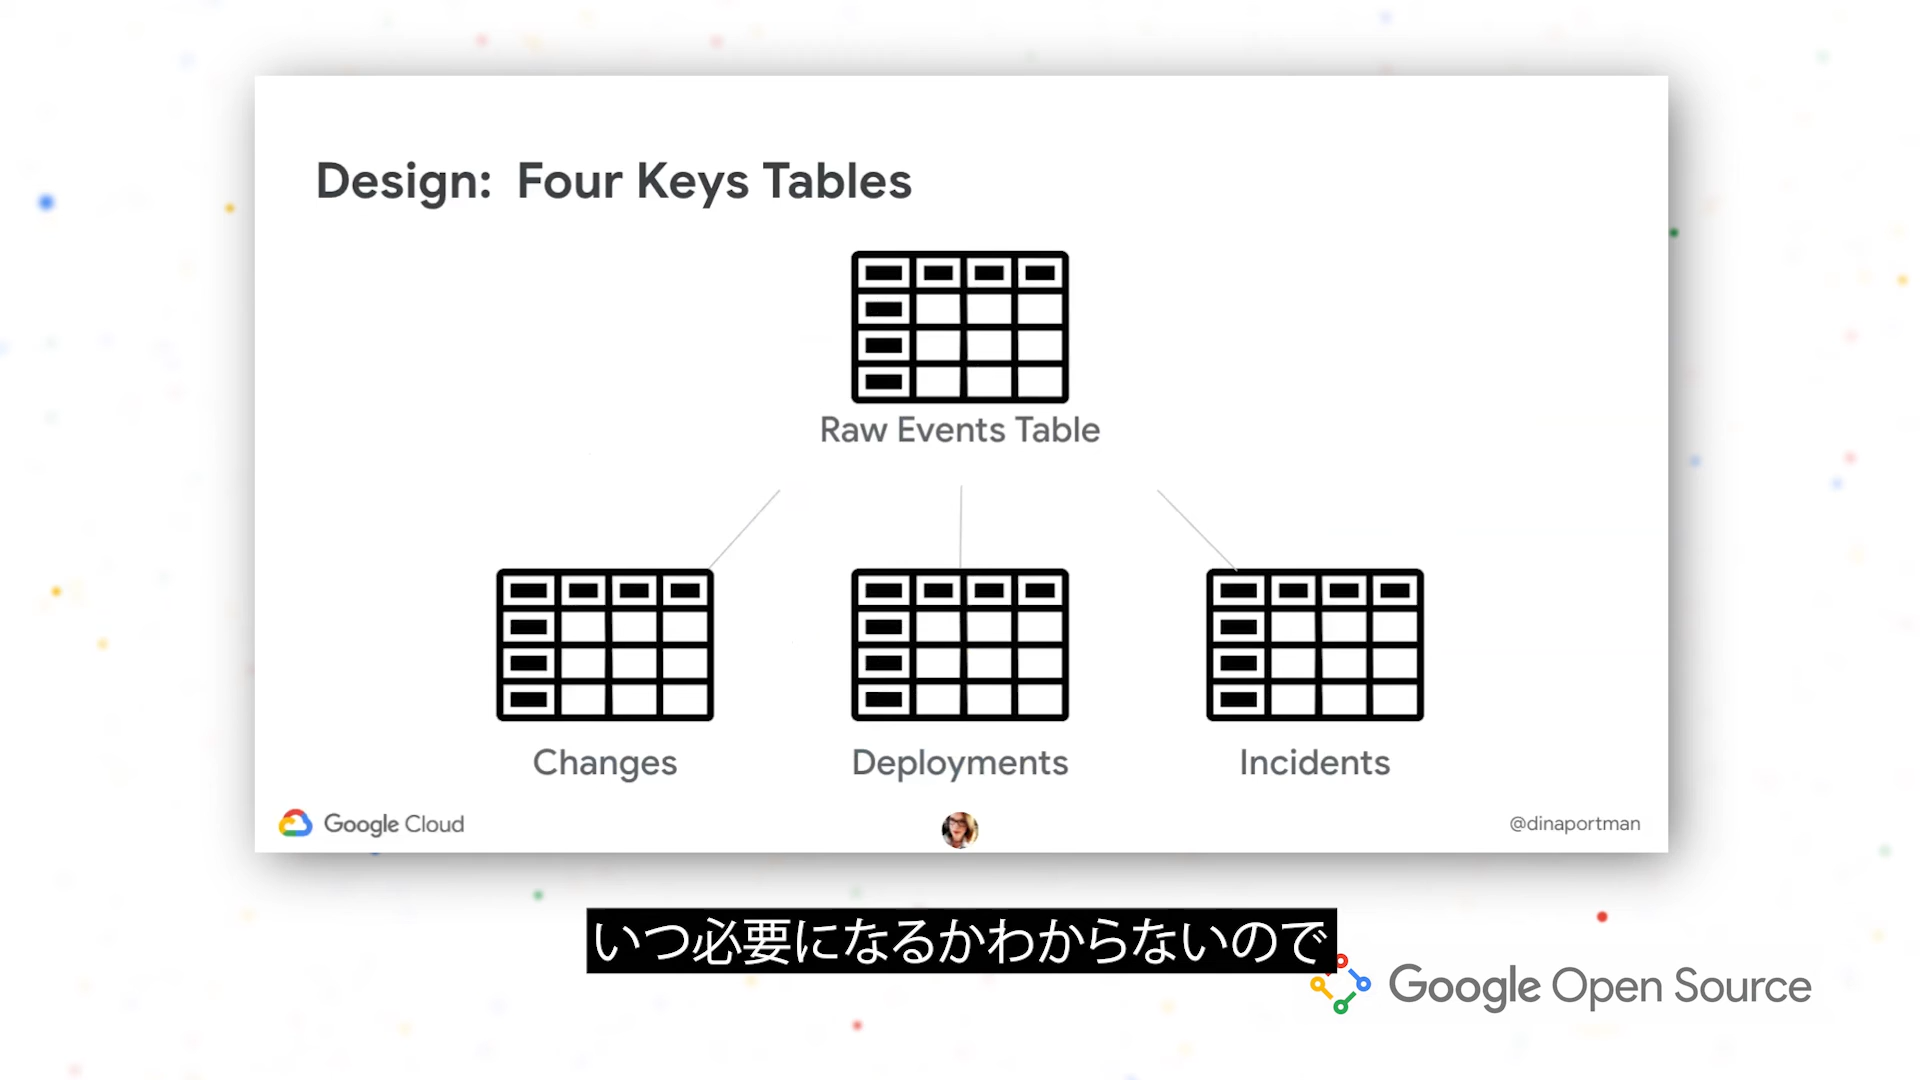 Design: Four Keys Tables
Raw Events Table
Changes
Deployments
Incidents
Google Cloud
@dinaportman
いつ必要になるかわからないので
Google Open Source